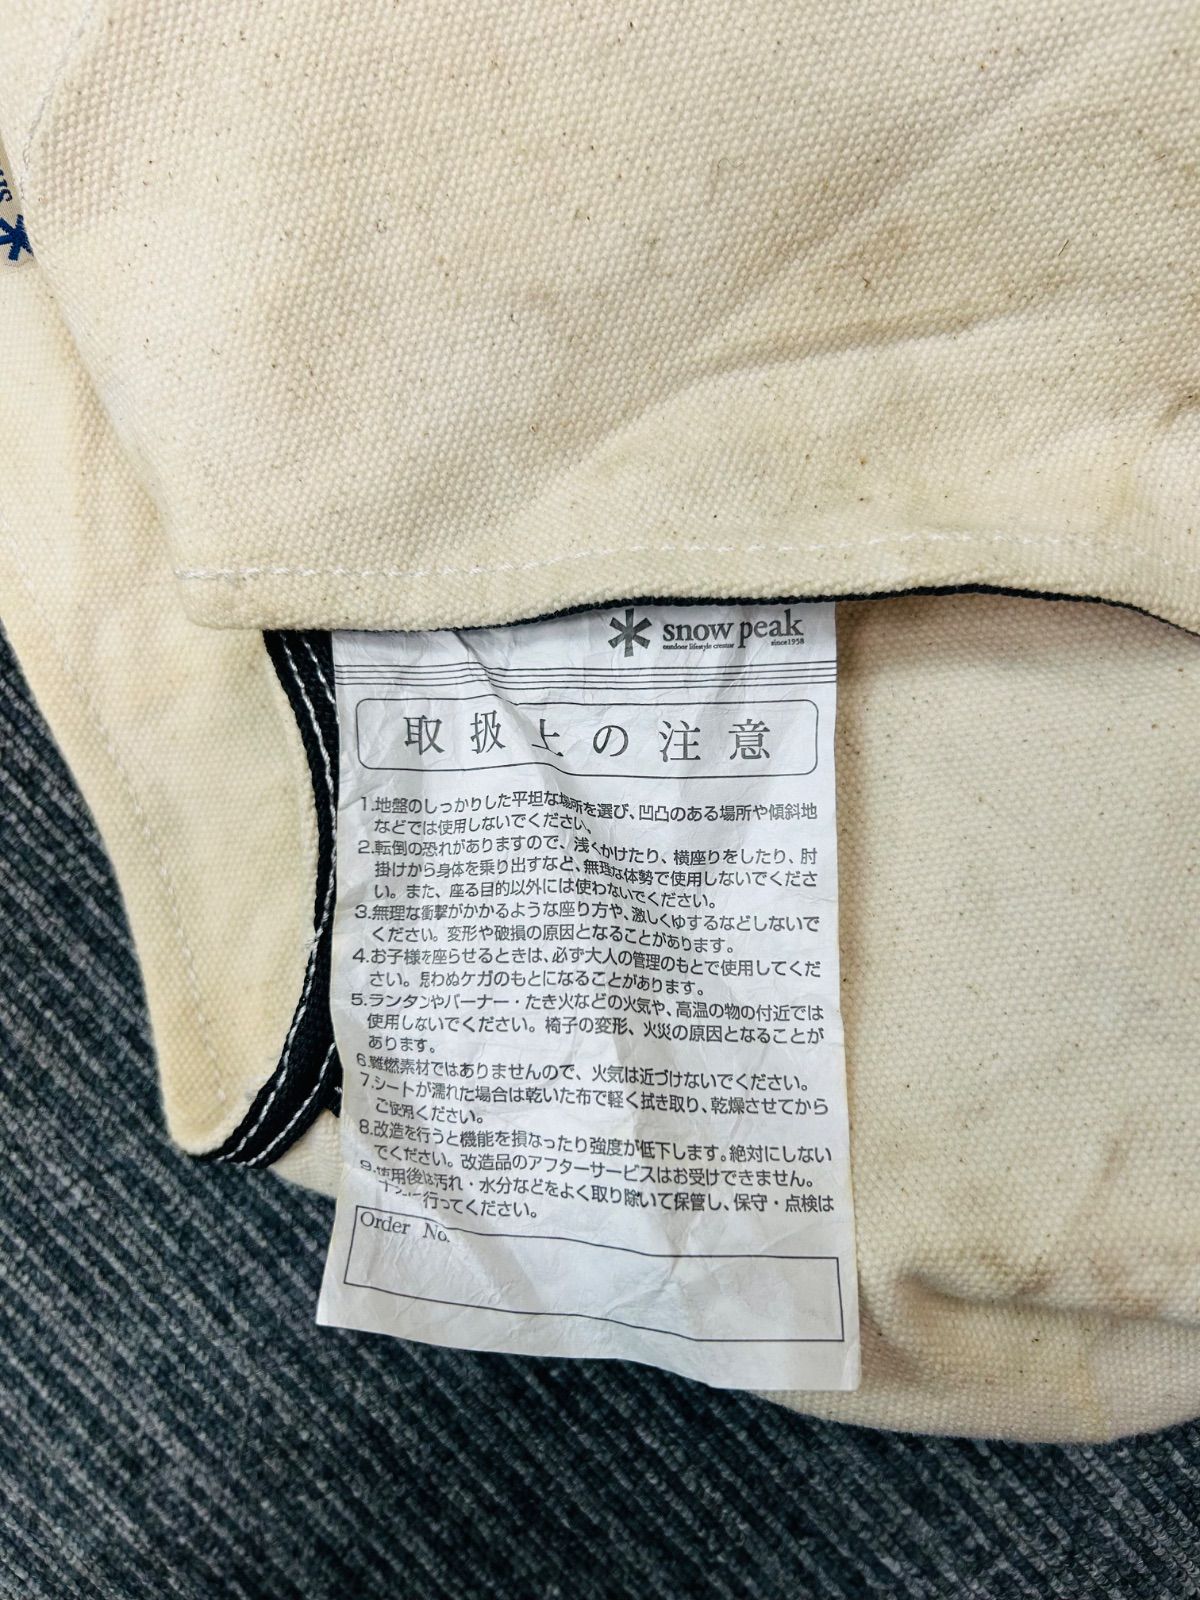 snow peak
outdoor lifestyle creator since1958
取扱上の注意
1.地盤のしっかりした平坦な場所を選び、凹凸のある場所や傾斜地
などでは使用しないでください。
2.転倒の恐れがありますので、浅くかけたり、横座りをしたり、肘
掛けから身体を乗り出すなど、無理な体勢で使用しないでくださ
い。また、座る目的以外には使わないでください。
3.無理な衝撃がかかるような座り方や、激しくゆするなどしないで
ください。変形や破損の原因となることがあります。
4.お子様を座らせるときは、必ず大人の管理のもとで使用してくだ
さい。思わぬケガのもとになることがあります。
5.ランタンやバーナー・たき火などの火気や、高温の物の付近では
使用しないでください。椅子の変形、火災の原因となることが
あります。
6.難燃素材ではありませんので、火気は近づけないでください。
7.シートが濡れた場合は乾いた布で軽く拭き取り、乾燥させてから
ご使用ください。
8.改造を行うと機能を損なったり強度が低下します。絶対にしない
でください。改造品のアフターサービスはお受けできません。
9.使用後は汚れ・水分などをよく取り除いて保管し、保守・点検は
行ってください。
Order No.